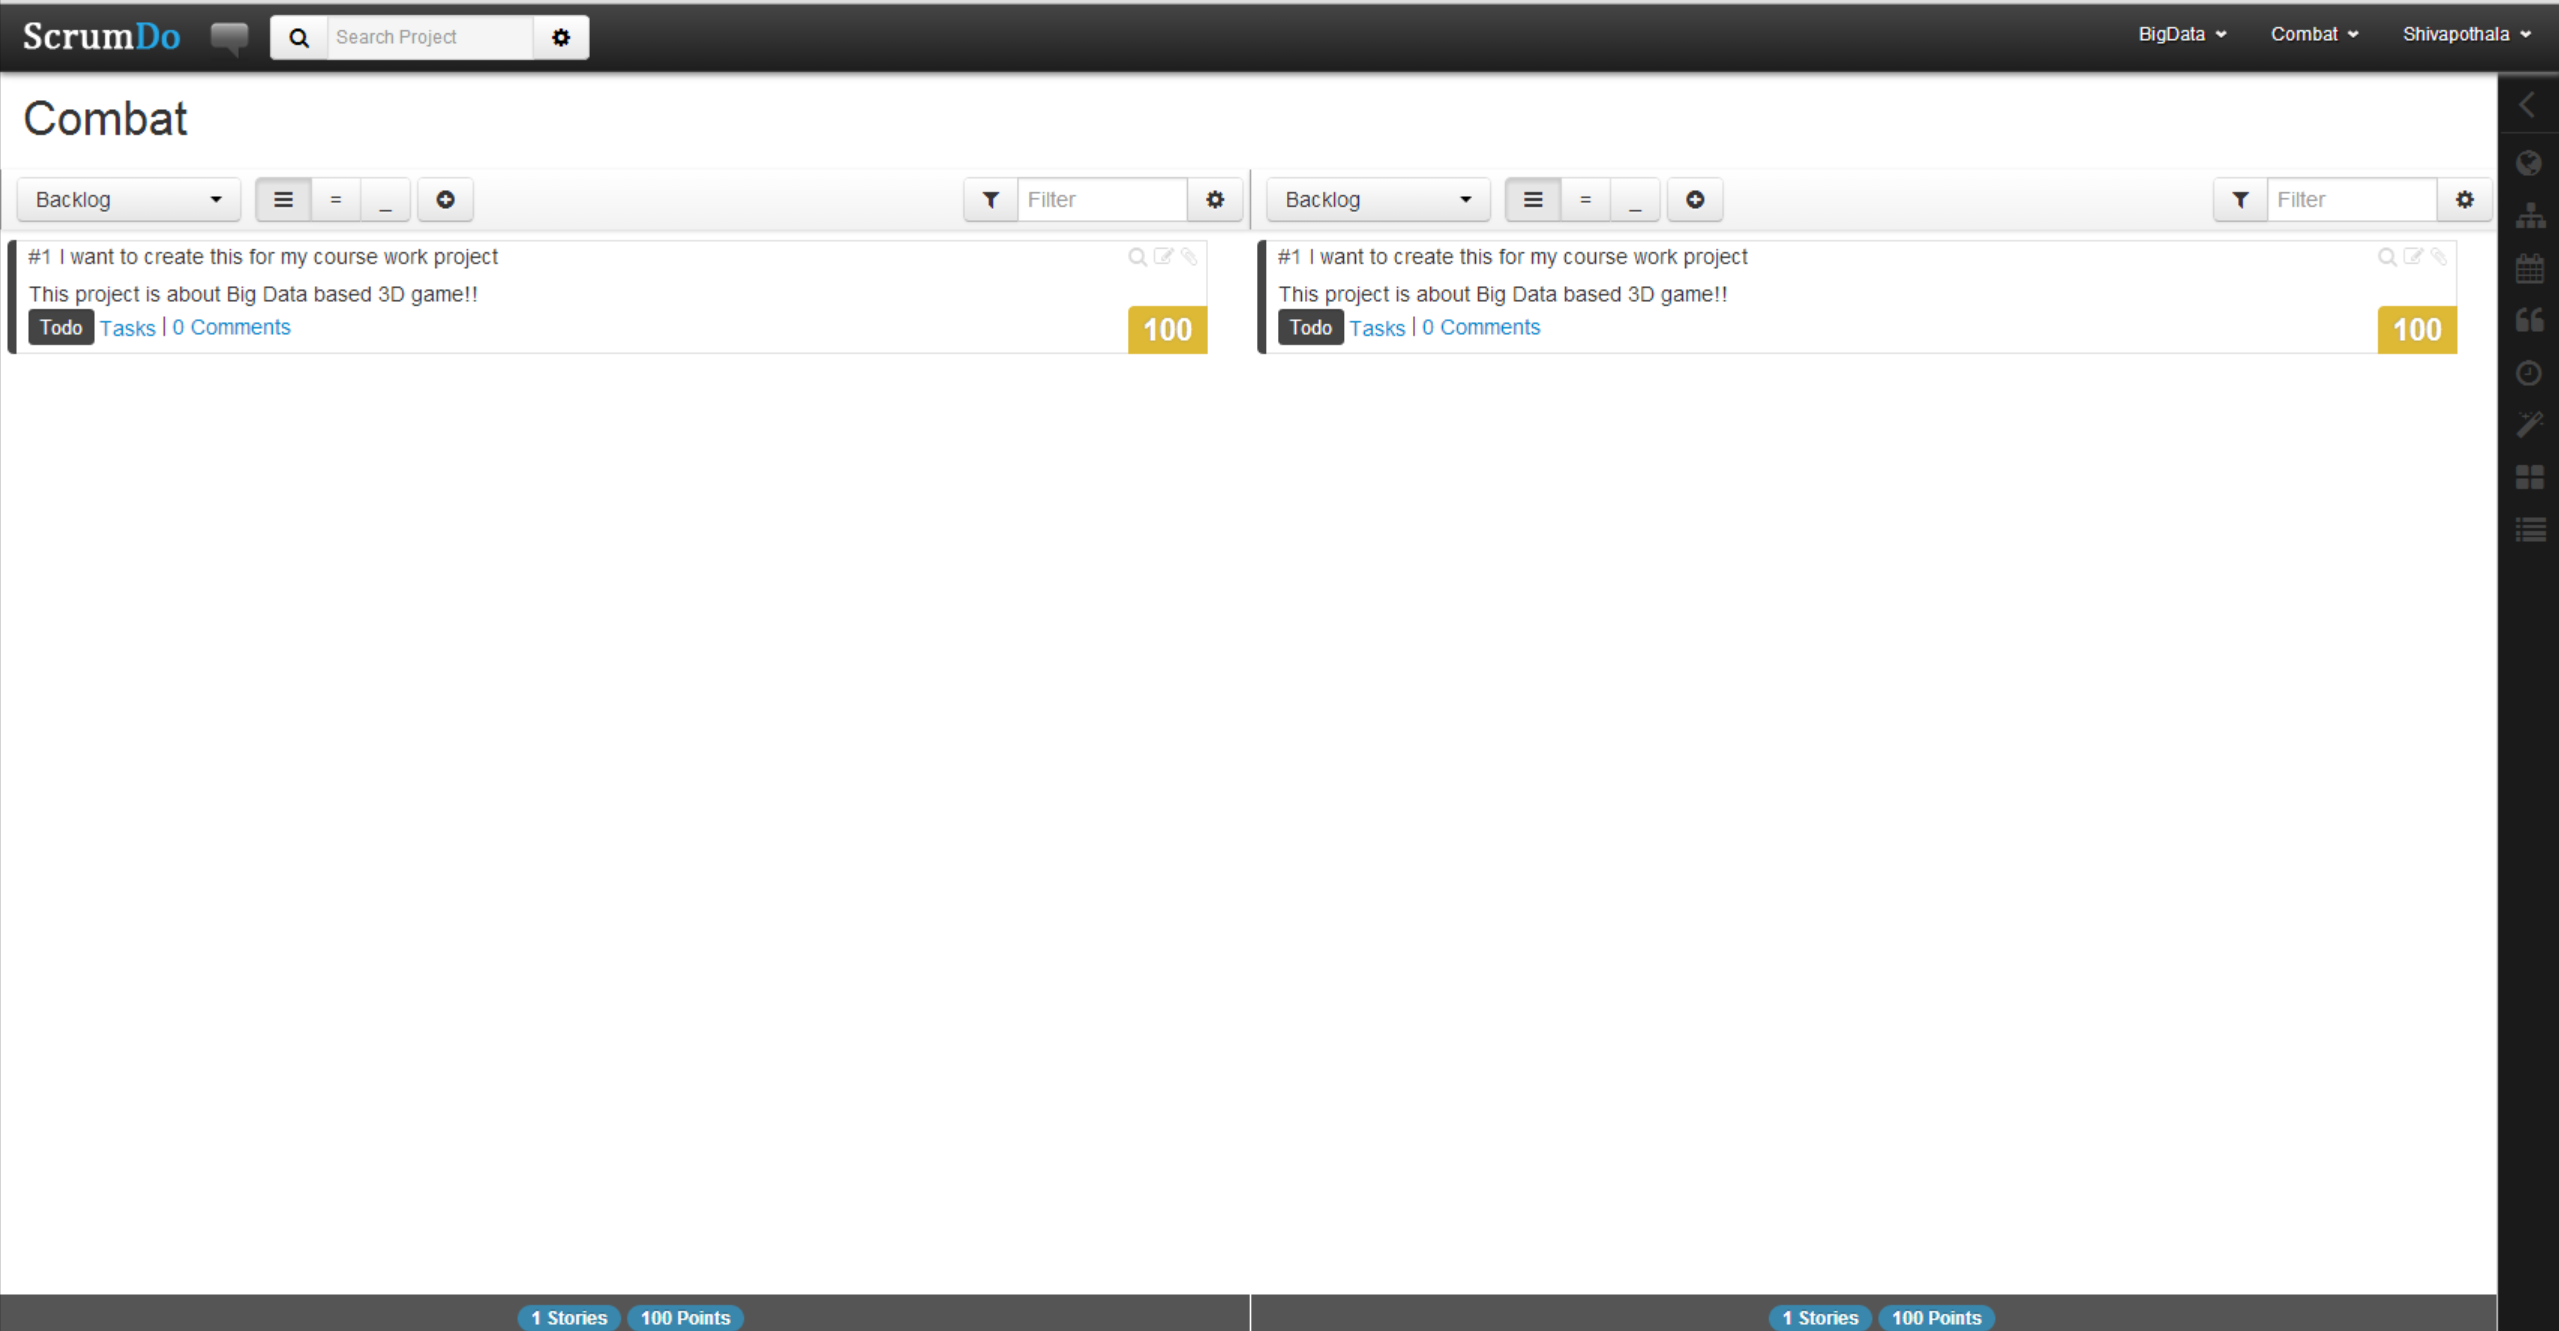 ScrumDo Search Project BigData Combat Shivapothala
Combat
Backlog = _ Filter Backlog = _ Filter
#1 I want to create this for my course work project
This project is about Big Data based 3D game!!
Todo Tasks | 0 Comments 100
#1 I want to create this for my course work project
This project is about Big Data based 3D game!!
Todo Tasks | 0 Comments 100
1 Stories 100 Points 1 Stories 100 Points